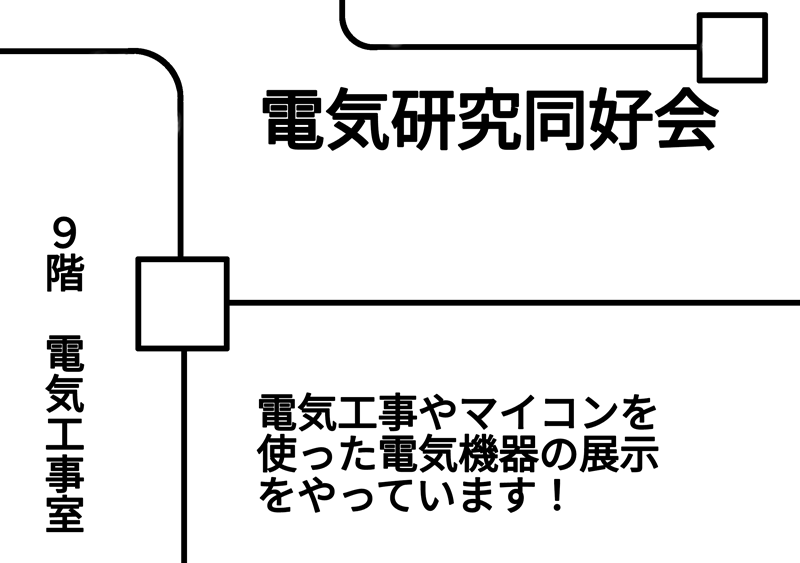 電気研究同好会
９階　電気工事室
電気工事やマイコンを
使った電気機器の展示
をやっています！